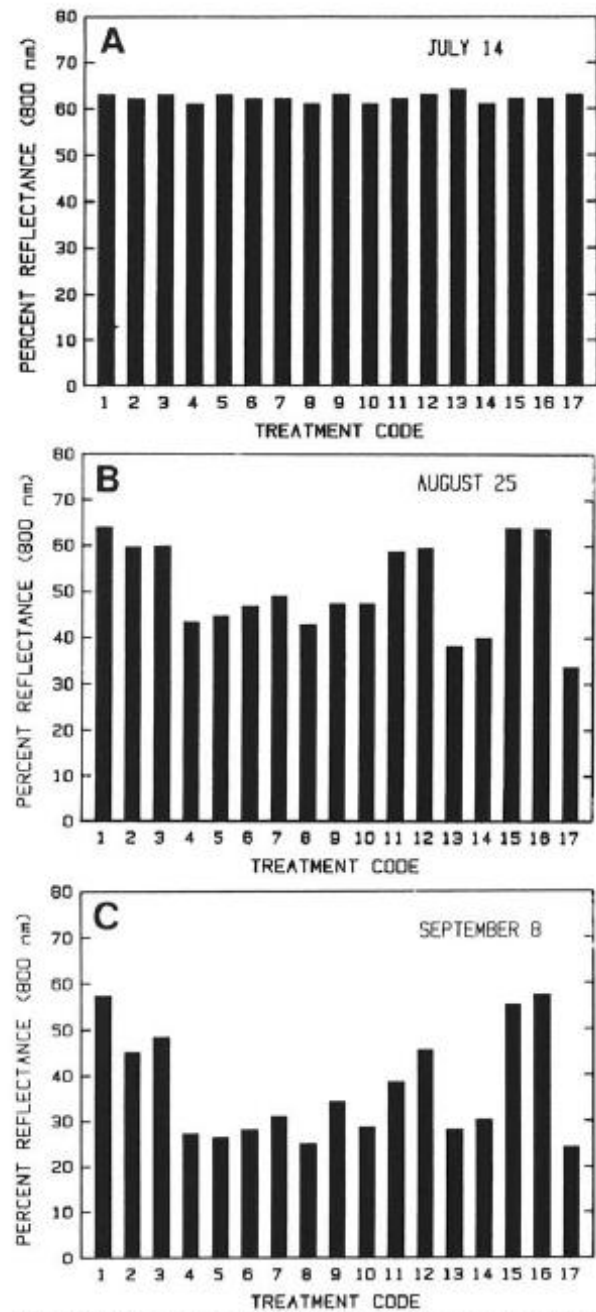 A
JULY 14
PERCENT REFLECTANCE (800 nm)
80
70
60
50
40
30
20
10
0
1 2 3 4 5 6 7 8 9 10 11 12 13 14 15 16 17
TREATMENT CODE
B
AUGUST 25
PERCENT REFLECTANCE (800 nm)
80
70
60
50
40
30
20
10
0
1 2 3 4 5 6 7 8 9 10 11 12 13 14 15 16 17
TREATMENT CODE
C
SEPTEMBER 8
PERCENT REFLECTANCE (800 nm)
80
70
60
50
40
30
20
10
0
1 2 3 4 5 6 7 8 9 10 11 12 13 14 15 16 17
TREATMENT CODE